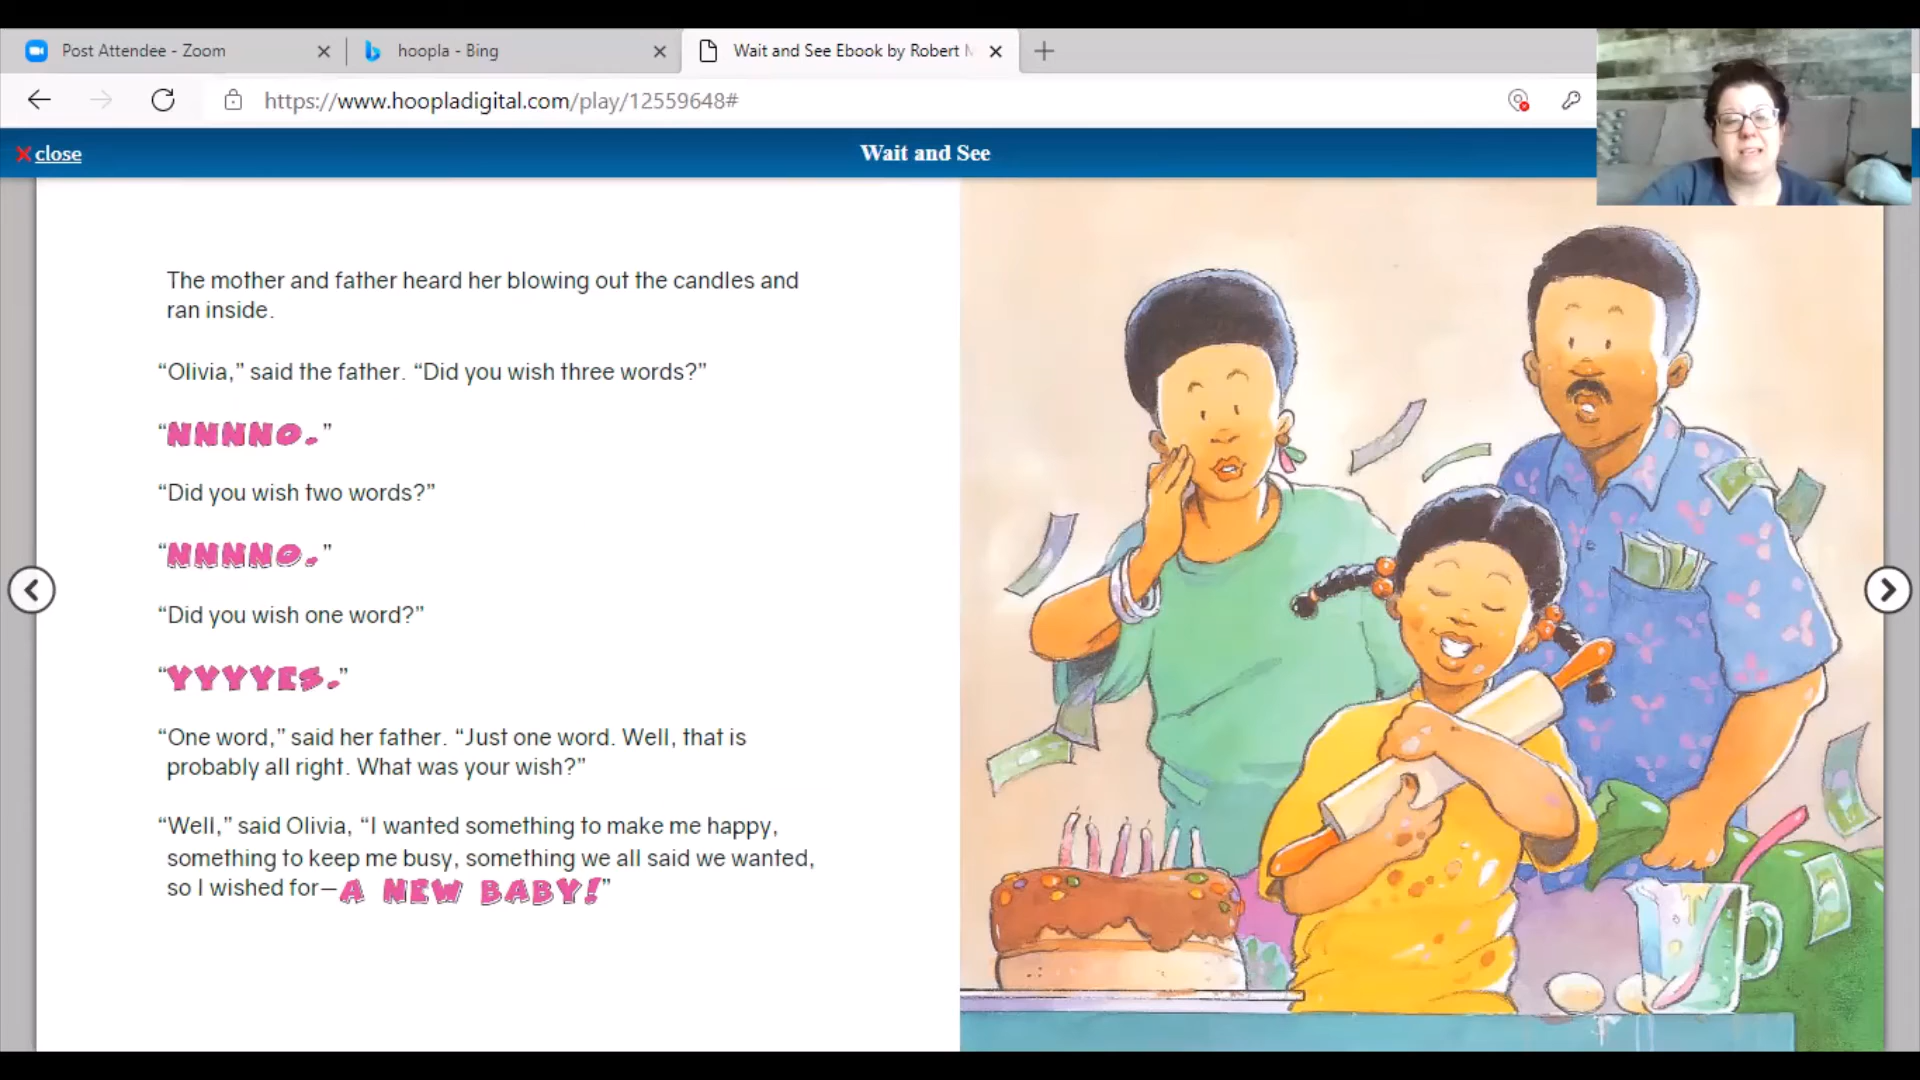 Post Attendee - Zoom
hoopla - Bing
Wait and See Ebook by Robert
https://www.hoopladigital.com/play/12559648#
close
Wait and See
The mother and father heard her blowing out the candles and
ran inside.
“Olivia,” said the father. “Did you wish three words?”
“NNNNO.”
“Did you wish two words?”
“NNNNO.”
“Did you wish one word?”
“YYYYES.”
“One word,” said her father. “Just one word. Well, that is
probably all right. What was your wish?”
“Well,” said Olivia, “I wanted something to make me happy,
something to keep me busy, something we all said we wanted,
so I wished for—A NEW BABY!”